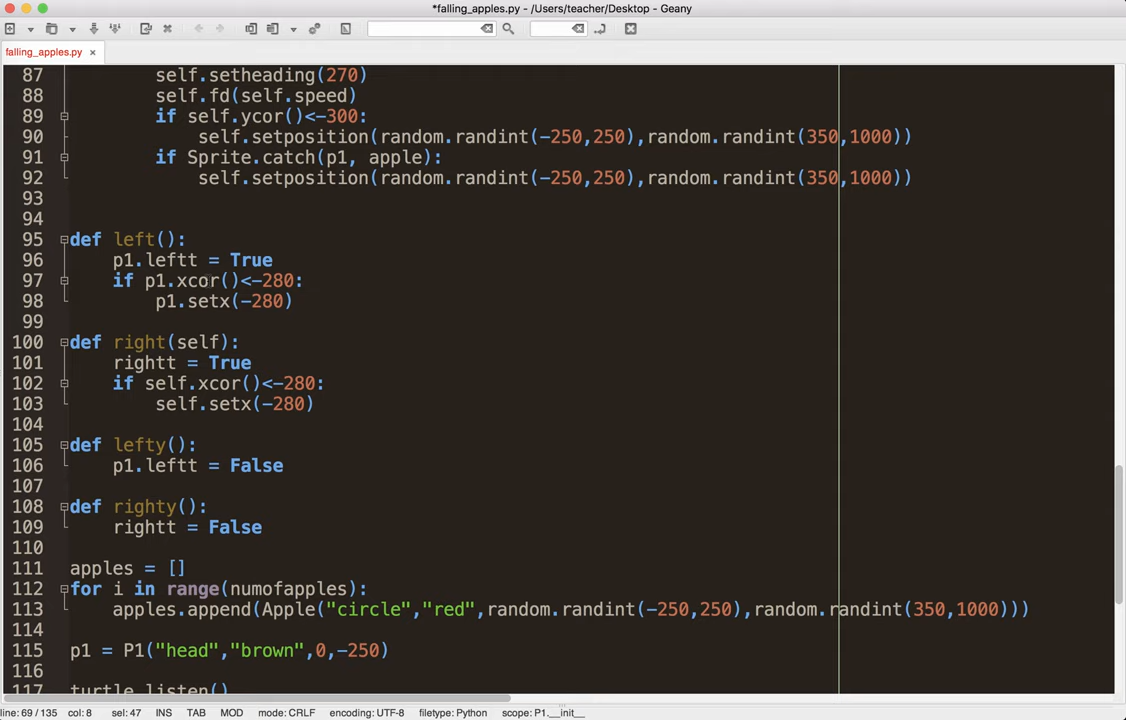 *falling_apples.py - /Users/teacher/Desktop - Geany
falling_apples.py ×
87 self.setheading(270)
88 self.fd(self.speed)
89 if self.ycor()<-300:
90 self.setposition(random.randint(-250,250),random.randint(350,1000))
91 if Sprite.catch(p1, apple):
92 self.setposition(random.randint(-250,250),random.randint(350,1000))
93
94
95 def left():
96 p1.leftt = True
97 if p1.xcor()<-280:
98 p1.setx(-280)
99
100 def right(self):
101 rightt = True
102 if self.xcor()<-280:
103 self.setx(-280)
104
105 def lefty():
106 p1.leftt = False
107
108 def righty():
109 rightt = False
110
111 apples = []
112 for i in range(numofapples):
113 apples.append(Apple("circle","red",random.randint(-250,250),random.randint(350,1000)))
114
115 p1 = P1("head","brown",0,-250)
116
117 turtle.listen()
line: 69 / 135 col: 8 sel: 47 INS TAB MOD mode: CRLF encoding: UTF-8 filetype: Python scope: P1.__init__